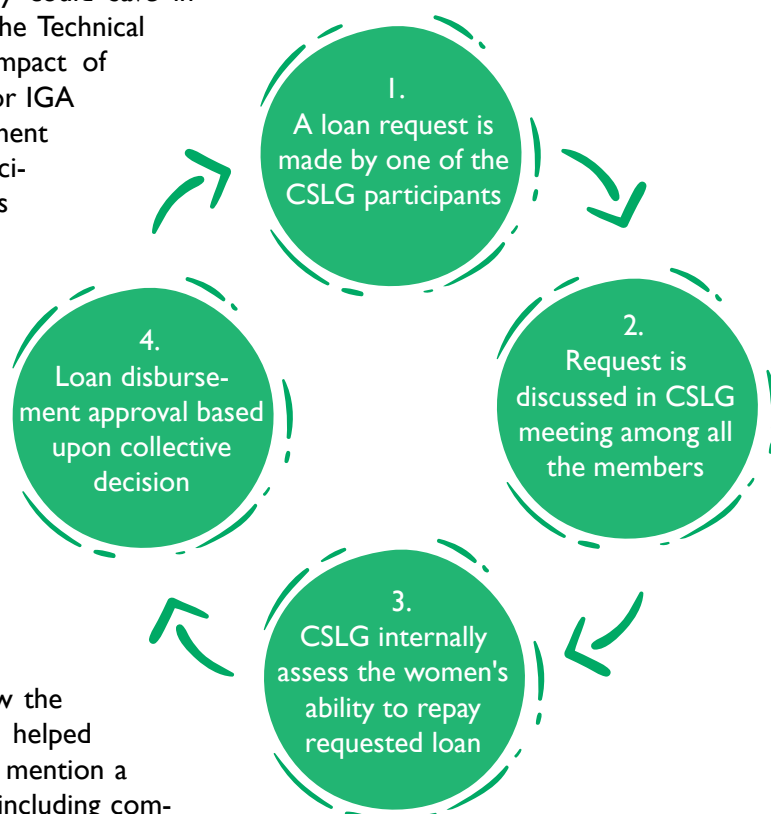 he Technical
mpact of
or IGA
ment
ci-
s
1.
A loan request is
made by one of the
CSLG participants
2.
Request is
discussed in CSLG
meeting among all
the members
3.
CSLG internally
assess the women's
ability to repay
requested loan
4.
Loan disburse-
ment approval based
upon collective
decision
w the
helped
mention a
including com-